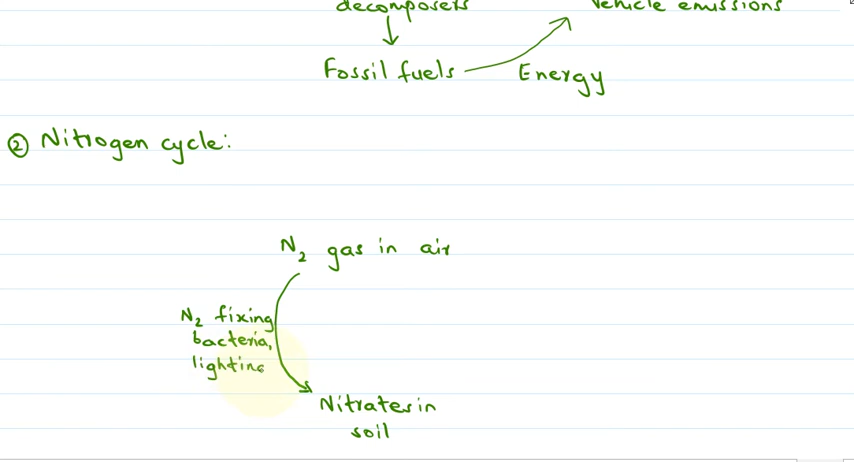 decomposers
Vehicle emissions
Fossil fuels
Energy
② Nitrogen cycle:
N₂ gas in air
N₂ fixing
bacteria,
lighting
Nitrates in
soil